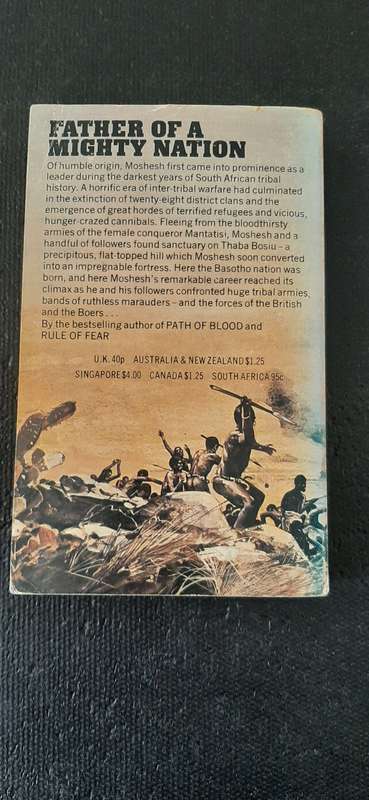 FATHER OF A
MIGHTY NATION
Of humble origin, Moshesh first came into prominence as a
leader during the darkest years of South African tribal
history. A horrific era of inter-tribal warfare had culminated
in the extinction of twenty-eight district clans and the
emergence of great hordes of terrified refugees and vicious,
hunger-crazed cannibals. Fleeing from the bloodthirsty
armies of the female conqueror Mantatisi, Moshesh and a
handful of followers found sanctuary on Thaba Bosiu – a
precipitous, flat-topped hill which Moshesh soon converted
into an impregnable fortress. Here the Basotho nation was
born, and here Moshesh's remarkable career reached its
climax as he and his followers confronted huge tribal armies,
bands of ruthless marauders – and the forces of the British
and the Boers . . .
By the bestselling author of PATH OF BLOOD and
RULE OF FEAR
U.K. 40p AUSTRALIA & NEW ZEALAND $1.25
SINGAPORE $4.00 CANADA $1.25 SOUTH AFRICA 95c